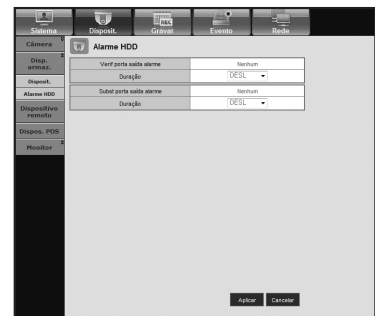 Sistema Disposit. Gravar Evento Rede
Câmera
Disp.
armaz.
Disposit.
Alarme HDD
Dispositivo
remoto
Dispos. POS
Monitor
Alarme HDD
Verif porta saída alarme Nenhum
Duração DESL
Subst porta saída alarme Nenhum
Duração DESL
Aplicar Cancelar